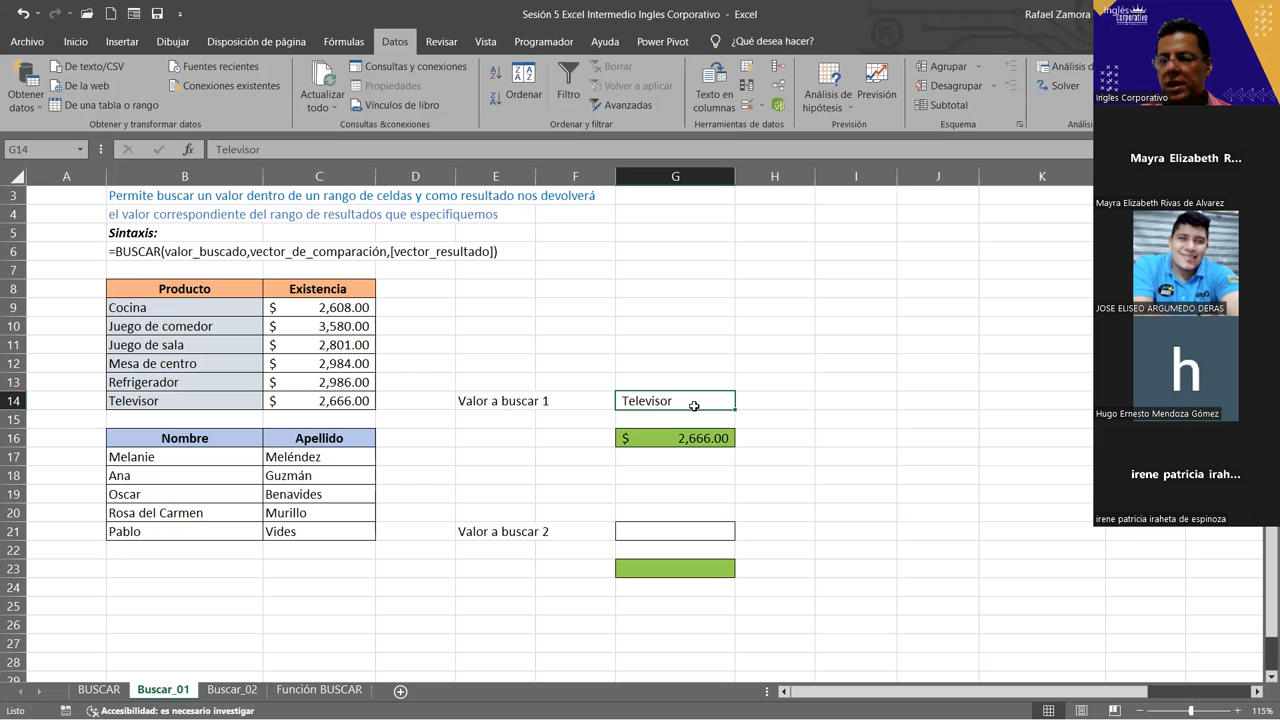 Sesión 5 Excel Intermedio Ingles Corporativo - Excel
Rafael Zamora
Archivo Inicio Insertar Dibujar Disposición de página Fórmulas Datos Revisar Vista Programador Ayuda Power Pivot ¿Qué desea hacer?
Obtener datos
De texto/CSV
De la web
De una tabla o rango
Fuentes recientes
Conexiones existentes
Obtener y transformar datos
Actualizar todo
Consultas y conexiones
Propiedades
Vínculos de libro
Consultas &conexiones
Ordenar
Filtro
Borrar
Volver a aplicar
Avanzadas
Ordenar y filtrar
Texto en columnas
Herramientas de datos
Análisis de hipótesis
Previsión
Previsión
Agrupar
Desagrupar
Subtotal
Esquema
Análisis d
Solver
Análisi
G14 fx Televisor
A B C D E F G H I J K
3 Permite buscar un valor dentro de un rango de celdas y como resultado nos devolverá
4 el valor correspondiente del rango de resultados que especifiquemos
5 Sintaxis:
6 =BUSCAR(valor_buscado,vector_de_comparación,[vector_resultado])
7
8 Producto Existencia
9 Cocina $ 2,608.00
10 Juego de comedor $ 3,580.00
11 Juego de sala $ 2,801.00
12 Mesa de centro $ 2,984.00
13 Refrigerador $ 2,986.00
14 Televisor $ 2,666.00 Valor a buscar 1 Televisor
15
16 Nombre Apellido $ 2,666.00
17 Melanie Meléndez
18 Ana Guzmán
19 Oscar Benavides
20 Rosa del Carmen Murillo
21 Pablo Vides Valor a buscar 2
22
23
24
25
26
27
28
29
BUSCAR Buscar_01 Buscar_02 Función BUSCAR
Listo Accesibilidad: es necesario investigar 115%
Inglés
Corporativo
Ingles Corporativo
Mayra Elizabeth R...
Mayra Elizabeth Rivas de Alvarez
JOSE ELISEO ARGUMEDO DERAS
h
Hugo Ernesto Mendoza Gómez
irene patricia irah...
irene patricia iraheta de espinoza